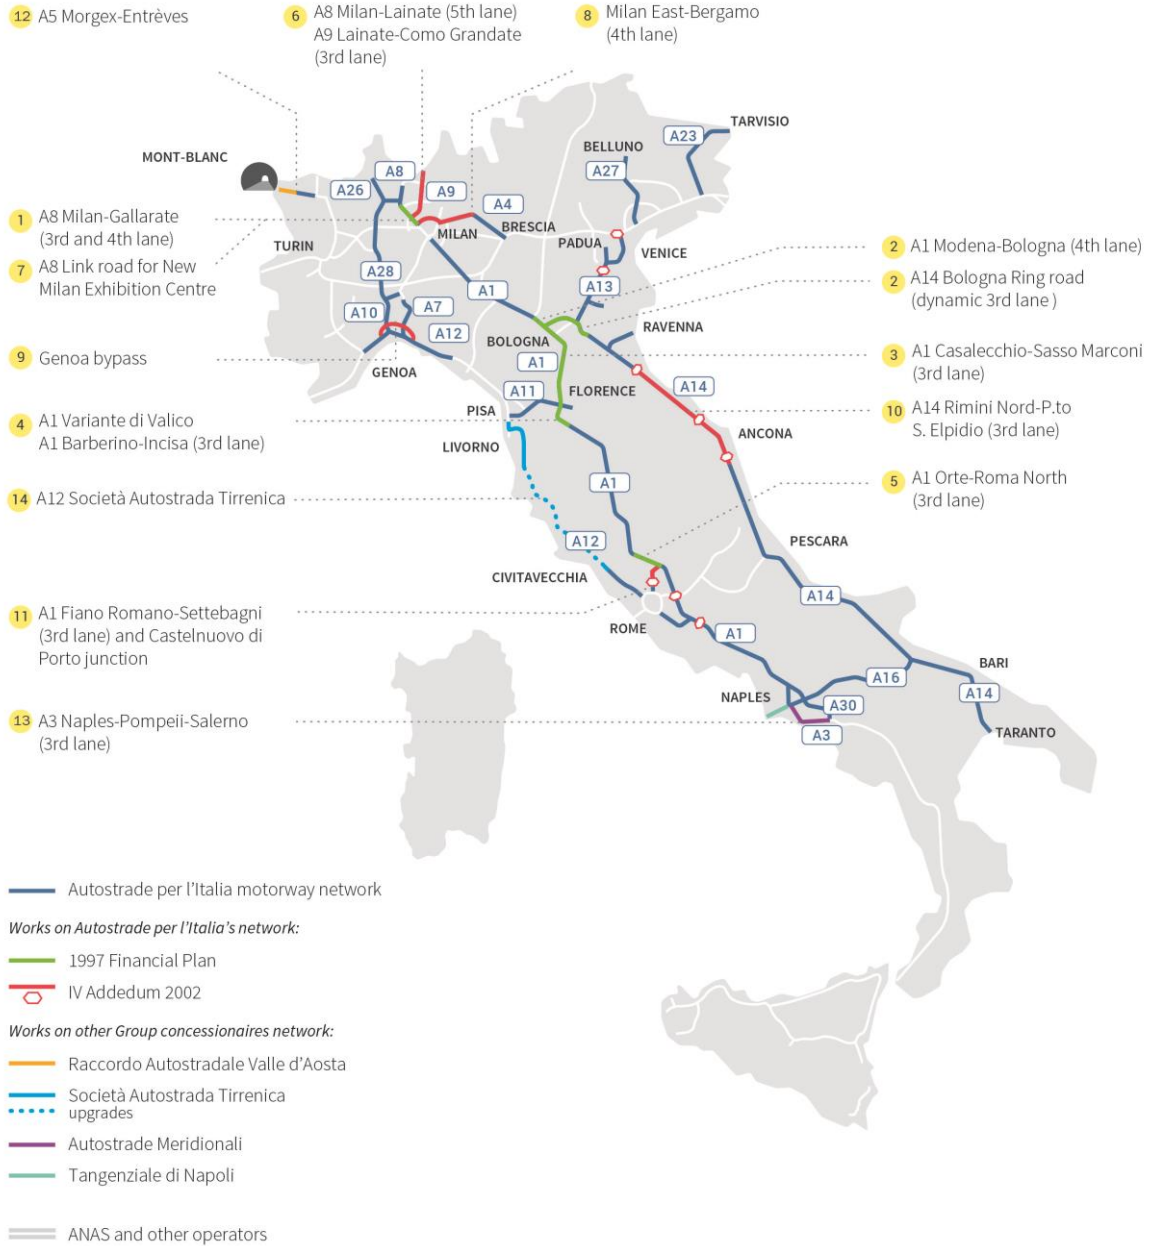 12 A5 Morgex-Entrèves
6 A8 Milan-Lainate (5th lane)
A9 Lainate-Como Grandate
(3rd lane)
8 Milan East-Bergamo
(4th lane)
TARVISIO
A23
BELLUNO
A27
MONT-BLANC
A8
A26
A9
A4
BRESCIA
MILAN
PADUA
VENICE
TURIN
1 A8 Milan-Gallarate
(3rd and 4th lane)
7 A8 Link road for New
Milan Exhibition Centre
2 A1 Modena-Bologna (4th lane)
2 A14 Bologna Ring road
(dynamic 3rd lane )
A28
A1
A13
A10
A7
A12
RAVENNA
BOLOGNA
9 Genoa bypass
GENOA
A1
3 A1 Casalecchio-Sasso Marconi
(3rd lane)
A11
FLORENCE
A14
PISA
4 A1 Variante di Valico
A1 Barberino-Incisa (3rd lane)
10 A14 Rimini Nord-P.to
S. Elpidio (3rd lane)
ANCONA
LIVORNO
14 A12 Società Autostrada Tirrenica
A1
5 A1 Orte-Roma North
(3rd lane)
A12
PESCARA
CIVITAVECCHIA
A14
11 A1 Fiano Romano-Settebagni
(3rd lane) and Castelnuovo di
Porto junction
ROME
A1
BARI
A16
A14
NAPLES
A30
13 A3 Naples-Pompeii-Salerno
(3rd lane)
A3
TARANTO
Autostrade per l’Italia motorway network
Works on Autostrade per l’Italia’s network:
1997 Financial Plan
IV Addedum 2002
Works on other Group concessionaires network:
Raccordo Autostradale Valle d’Aosta
Società Autostrada Tirrenica
upgrades
Autostrade Meridionali
Tangenziale di Napoli
ANAS and other operators